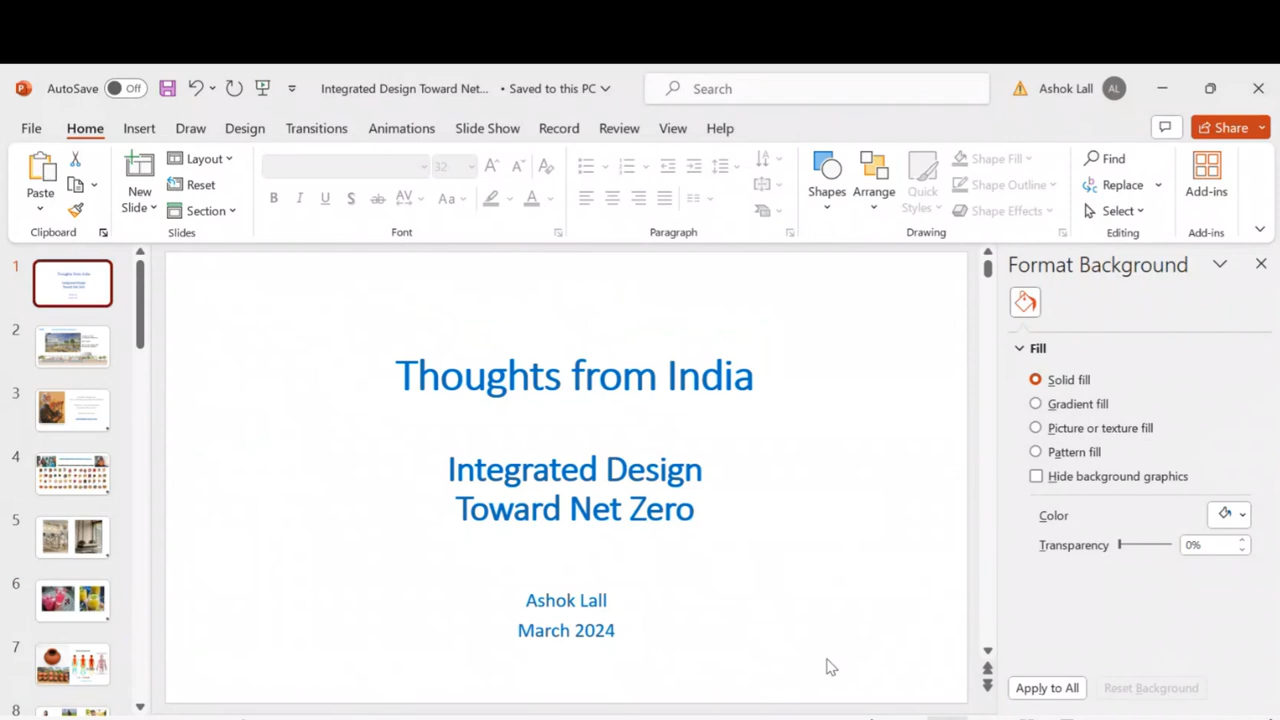 AutoSave Off Integrated Design Toward Net... • Saved to this PC Search Ashok Lall AL
File Home Insert Draw Design Transitions Animations Slide Show Record Review View Help Share
Paste New Slide Layout Reset Section 32 Shapes Arrange Quick Styles Shape Fill Shape Outline Shape Effects Find Replace Select Add-ins
Clipboard Slides Font Paragraph Drawing Editing Add-ins
1
2
3
4
5
6
7
8
Thoughts from India
Integrated Design
Toward Net Zero
Ashok Lall
March 2024
Format Background
Fill
Solid fill
Gradient fill
Picture or texture fill
Pattern fill
Hide background graphics
Color
Transparency 0%
Apply to All Reset Background